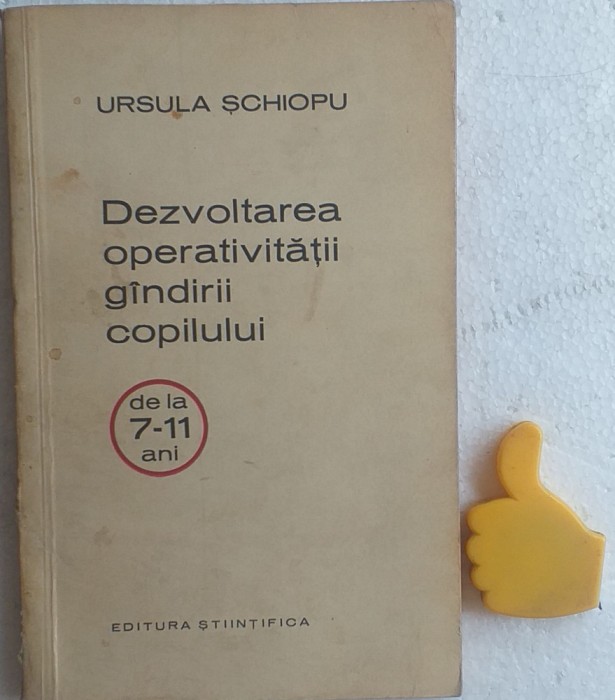 URSULA ȘCHIOPU
Dezvoltarea
operativității
gîndirii
copilului
de la
7-11
ani
EDITURA ȘTIINȚIFICA